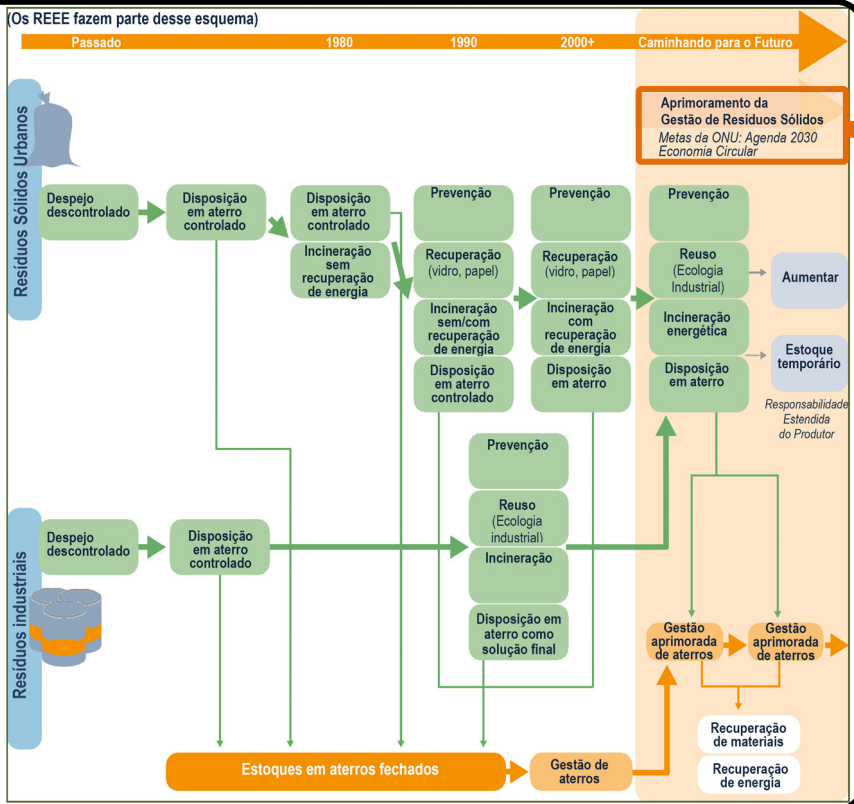 (Os REEE fazem parte desse esquema)
Passado
1980
1990
2000+
Caminhando para o Futuro
Aprimoramento da
Gestão de Resíduos Sólidos
Metas da ONU: Agenda 2030
Economia Circular
Resíduos Sólidos Urbanos
Despejo
descontrolado
Disposição
em aterro
controlado
Disposição
em aterro
controlado
Incineração
sem
recuperação
de energia
Prevenção
Recuperação
(vidro, papel)
Incineração
sem/com
recuperação
de energia
Disposição
em aterro
controlado
Prevenção
Recuperação
(vidro, papel)
Incineração
com
recuperação
de energia
Disposição
em aterro
Prevenção
Reuso
(Ecologia
Industrial)
Incineração
energética
Disposição
em aterro
Aumentar
Estoque
temporário
Responsabilidade
Estendida
do Produtor
Resíduos industriais
Despejo
descontrolado
Disposição
em aterro
controlado
Prevenção
Reuso
(Ecologia
industrial)
Incineração
Disposição em
aterro como
solução final
Gestão
aprimorada
de aterros
Gestão
aprimorada
de aterros
Recuperação
de materiais
Recuperação
de energia
Estoques em aterros fechados
Gestão de
aterros